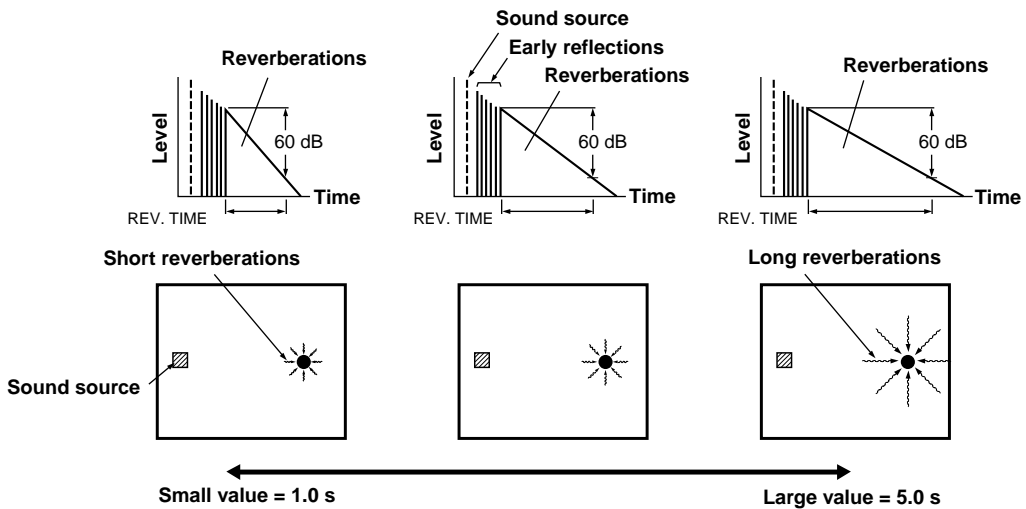 Sound source
Early reflections
Reverberations
Reverberations
Reverberations
Level
60 dB
Time
REV. TIME
Level
60 dB
Time
REV. TIME
Level
60 dB
Time
REV. TIME
Short reverberations
Long reverberations
Sound source
Small value = 1.0 s
Large value = 5.0 s